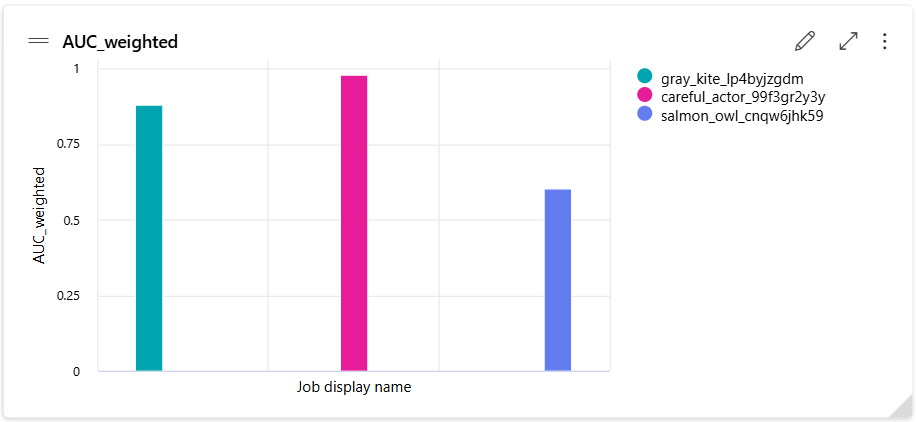 AUC_weighted
1
0.75
0.5
0.25
0
AUC_weighted
Job display name
gray_kite_lp4byjzgdm
careful_actor_99f3gr2y3y
salmon_owl_cnqw6jhk59